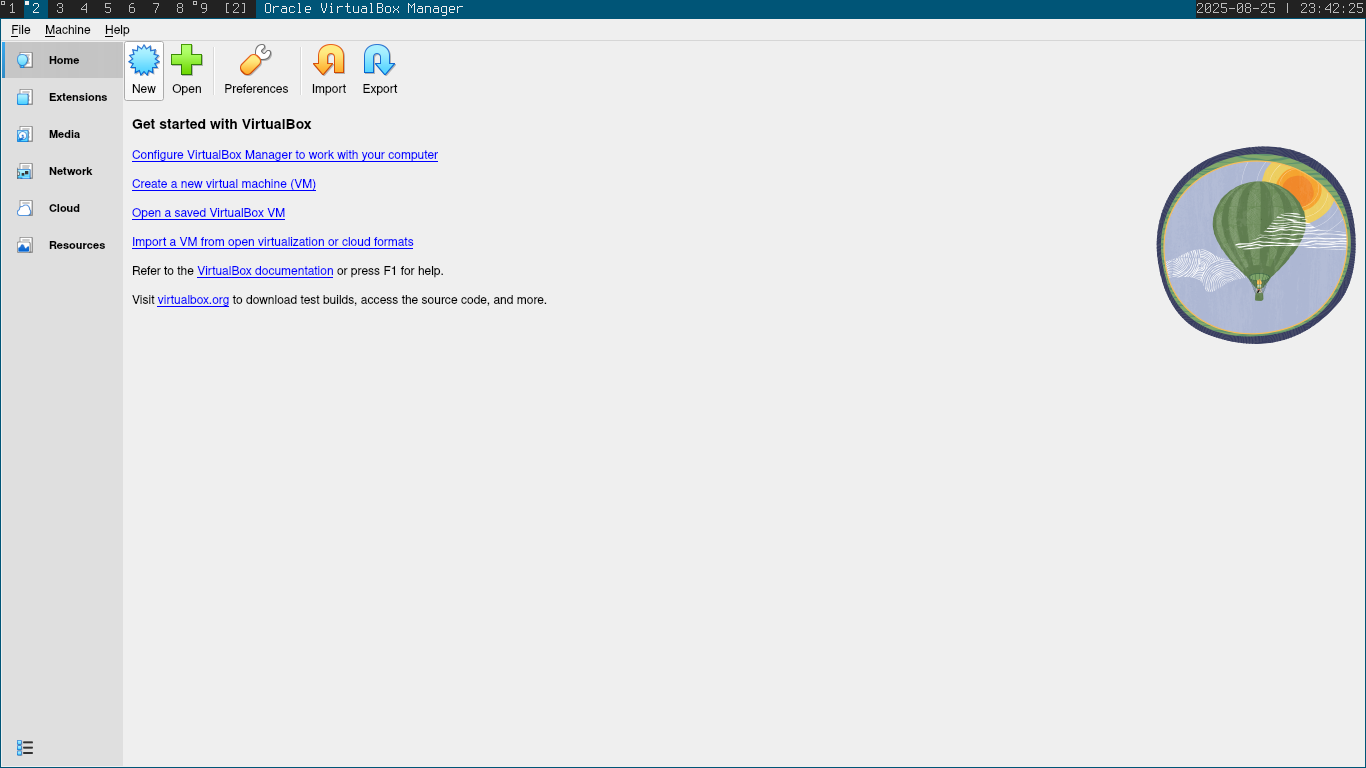 1 2 3 4 5 6 7 8 9 [2] Oracle VirtualBox Manager 2025-08-25 | 23:42:25
File Machine Help
Home
Extensions
Media
Network
Cloud
Resources
New Open Preferences Import Export
Get started with VirtualBox
Configure VirtualBox Manager to work with your computer
Create a new virtual machine (VM)
Open a saved VirtualBox VM
Import a VM from open virtualization or cloud formats
Refer to the VirtualBox documentation or press F1 for help.
Visit virtualbox.org to download test builds, access the source code, and more.